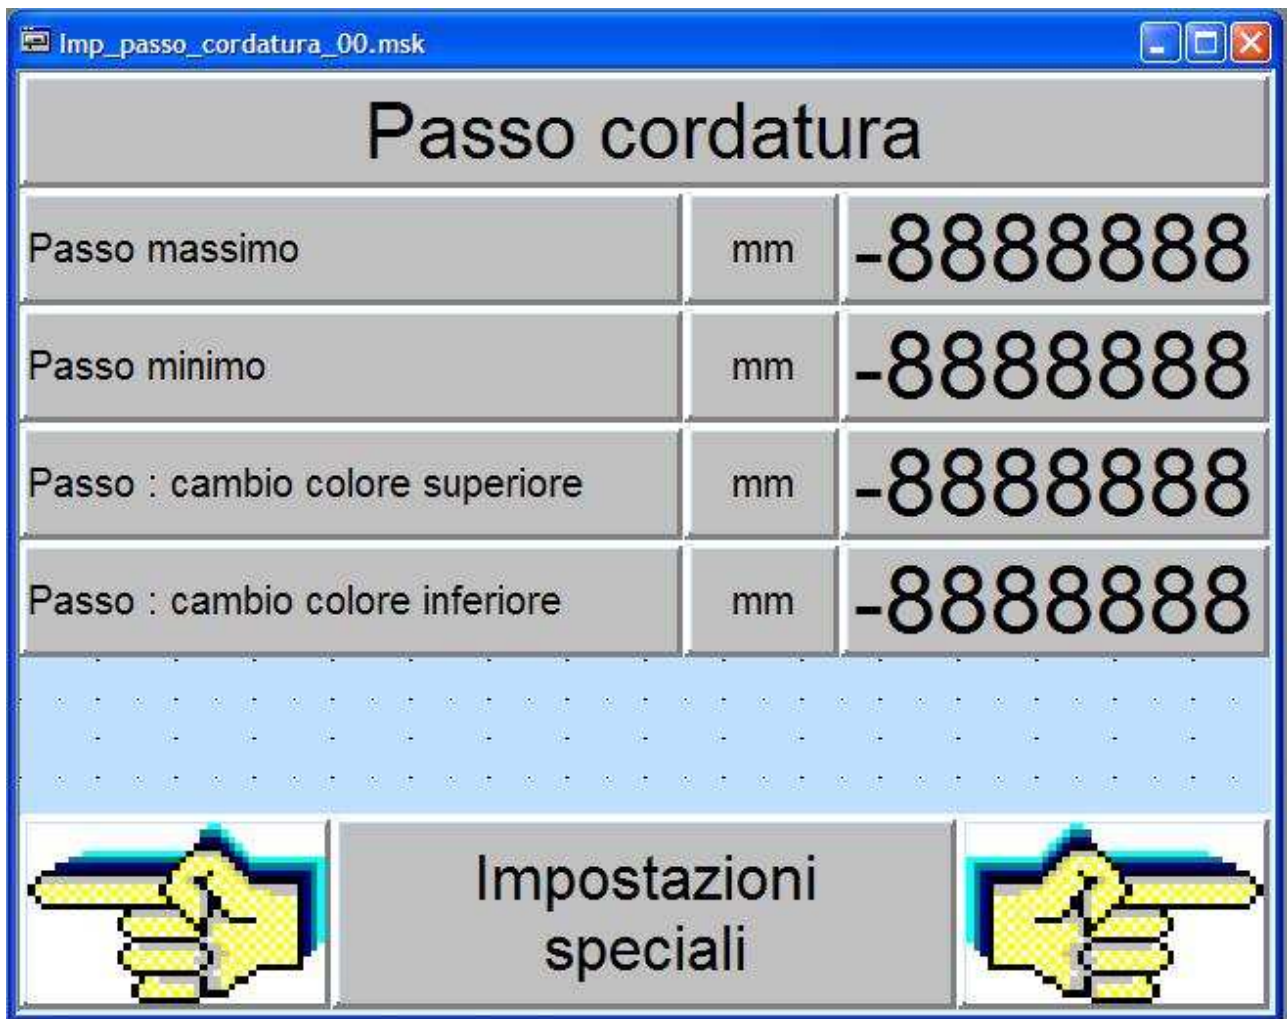 Imp_passo_cordatura_00.msk
Passo cordatura
Passo massimo mm -8888888
Passo minimo mm -8888888
Passo : cambio colore superiore mm -8888888
Passo : cambio colore inferiore mm -8888888
Impostazioni
speciali